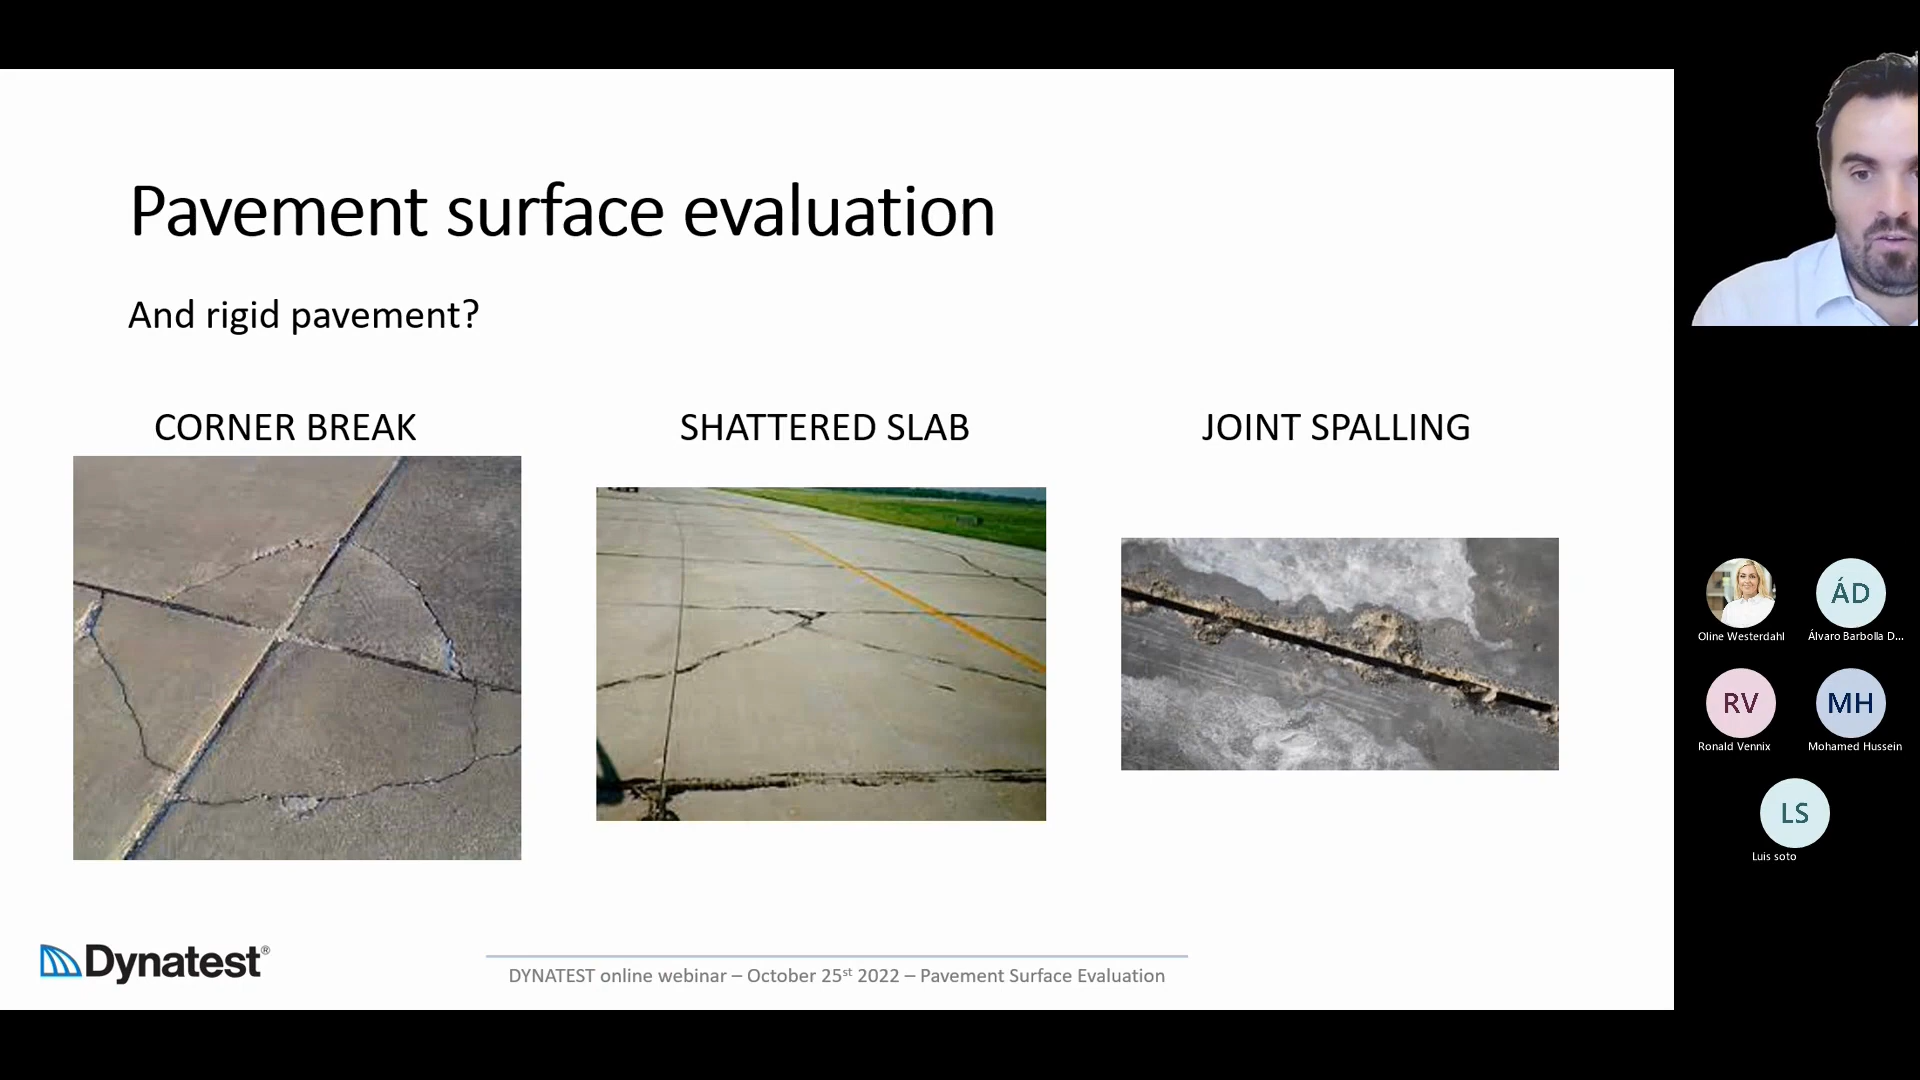 Pavement surface evaluation
And rigid pavement?
CORNER BREAK
SHATTERED SLAB
JOINT SPALLING
Dynatest®
DYNATEST online webinar – October 25st 2022 – Pavement Surface Evaluation
Oline Westerdahl
ÁD
Álvaro Barbolla D...
RV
Ronald Vennix
MH
Mohamed Hussein
LS
Luis soto